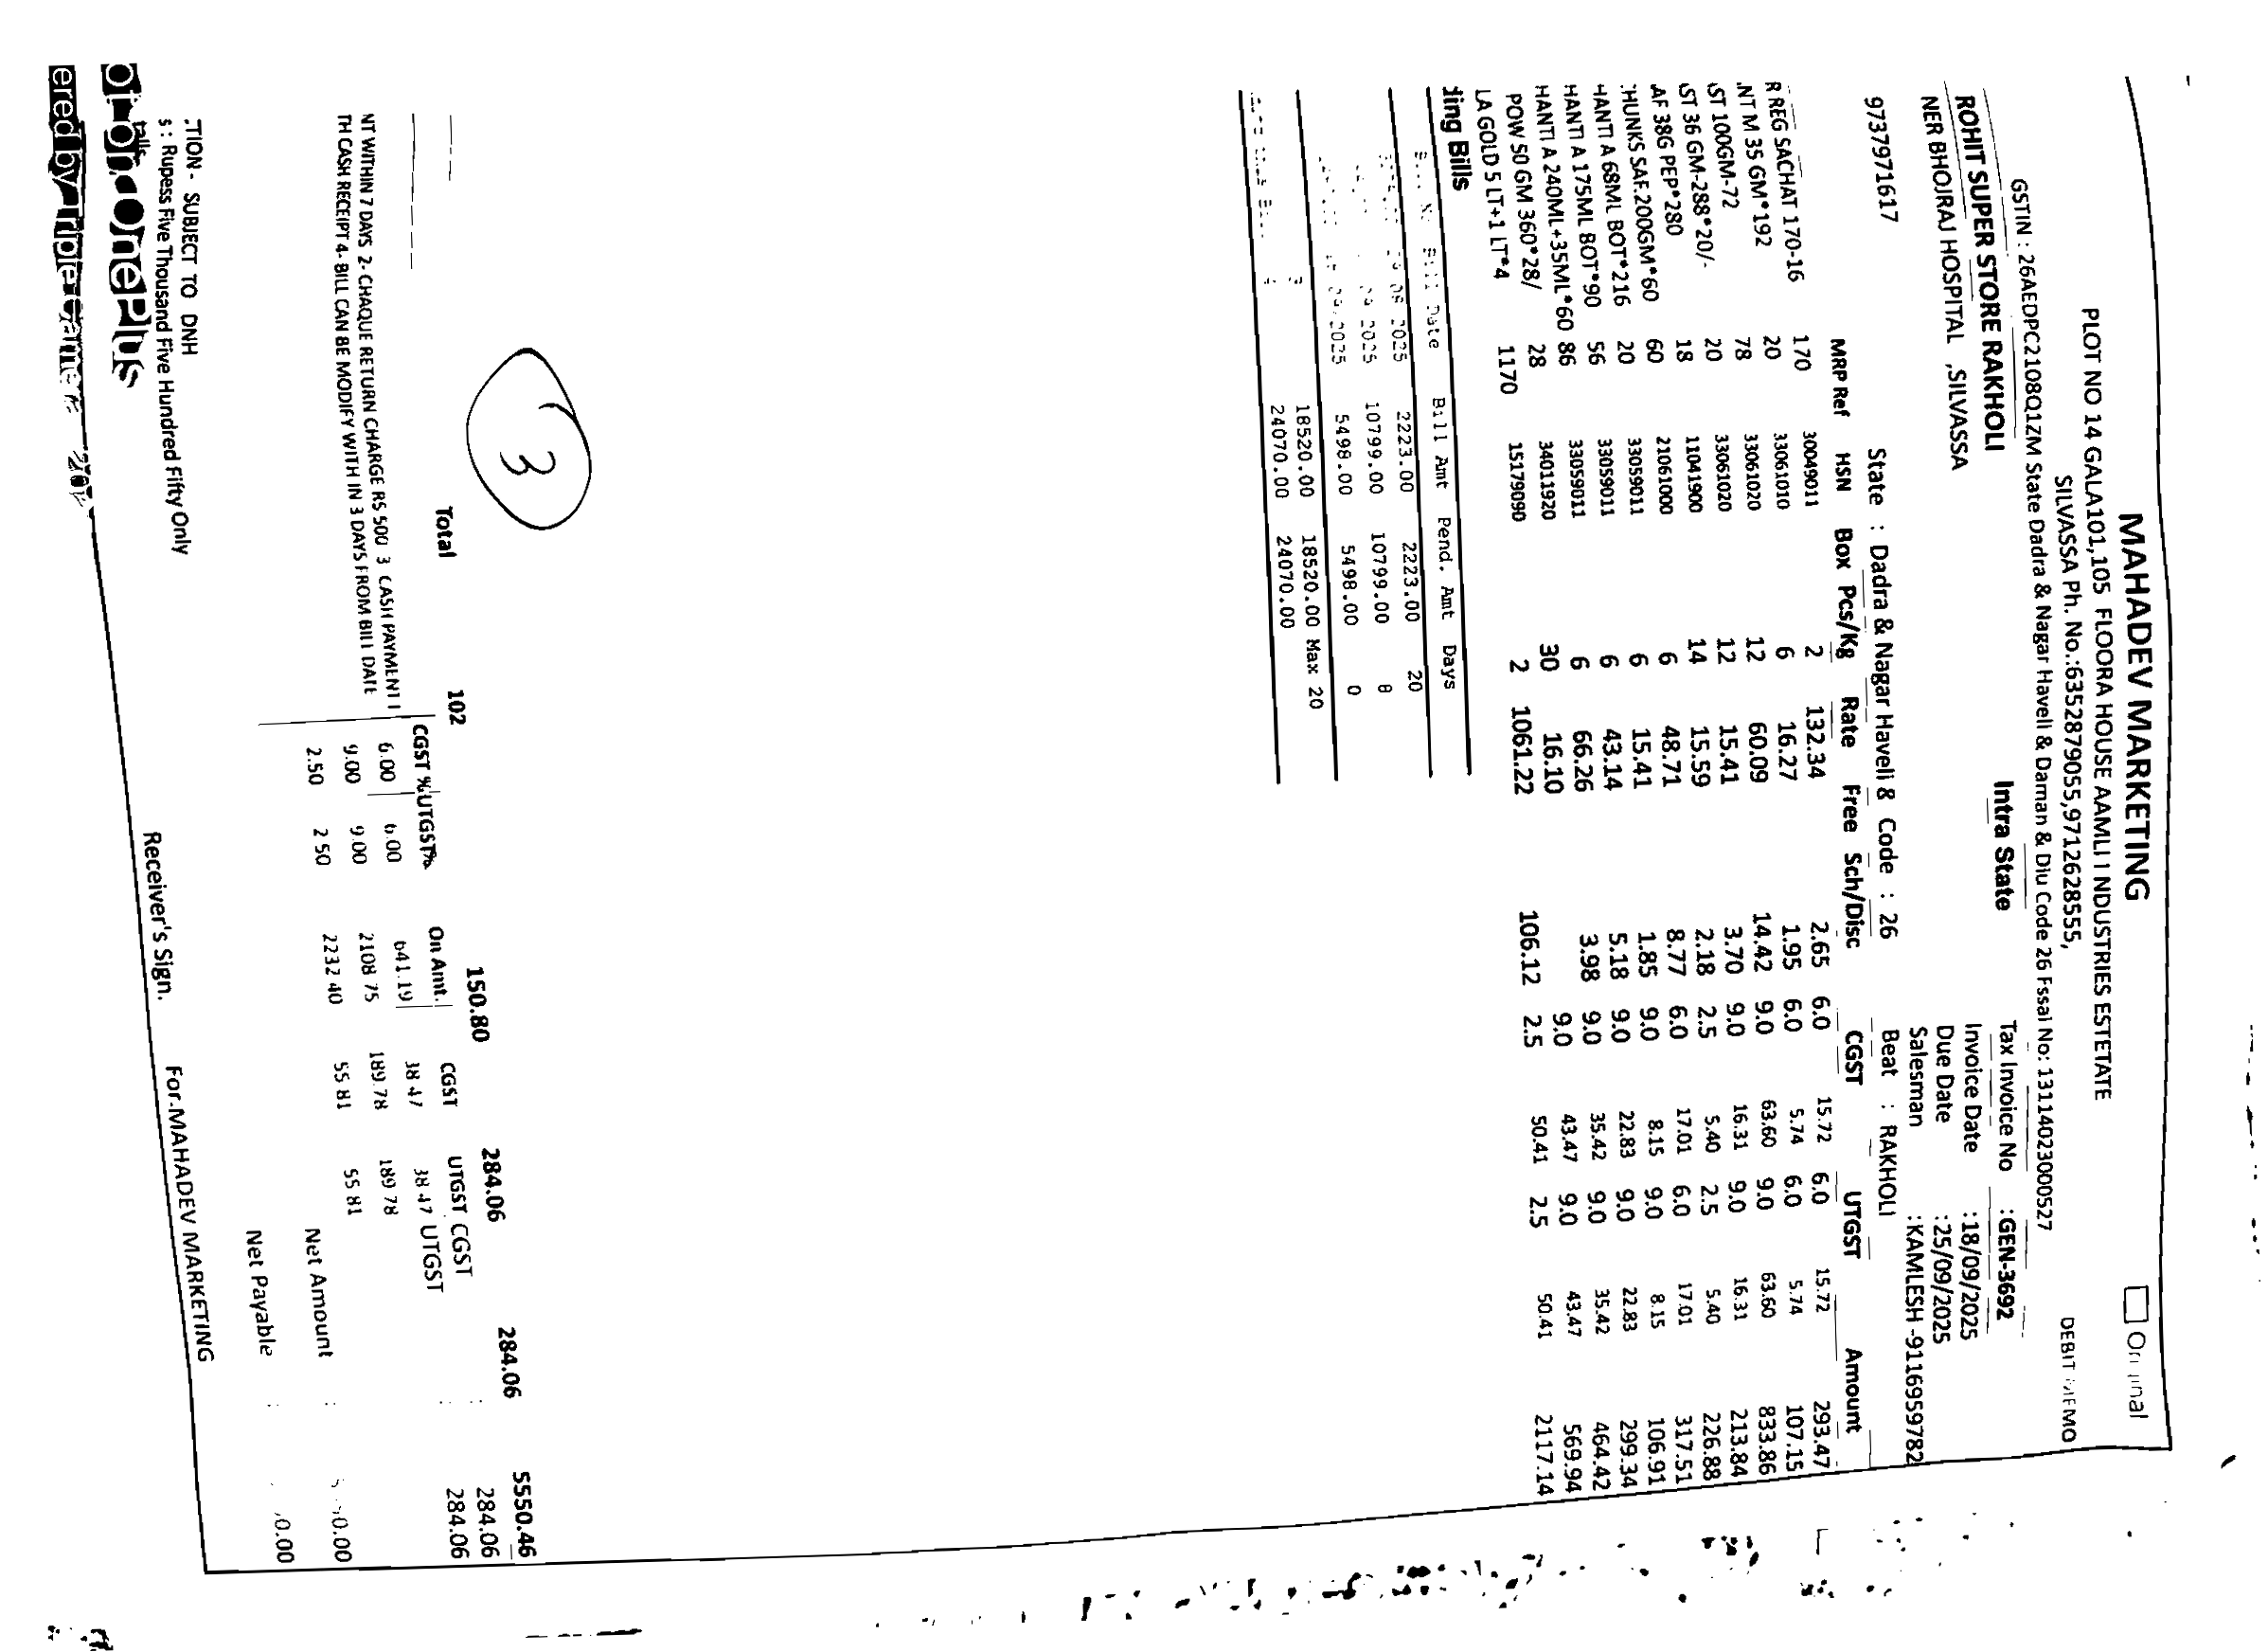 MAHADEV MARKETING
PLOT NO 14 GALA101,105 FLOORA HOUSE AAMLI I NDUSTRIES ESTETATE
SILVASSA Ph. No.:6352879055,9712628555,
DEBIT MEMO
GSTIN : 26AEDPC2108Q1ZM State Dadra & Nagar Haveli & Daman & Diu Code 26 Fssai No: 13114023000527
ROHIT SUPER STORE RAKHOLI Intra State Tax Invoice No :GEN-3692
NER BHOJRAJ HOSPITAL ,SILVASSA Invoice Date :18/09/2025
Due Date :25/09/2025
Salesman :KAMLESH -9116959782
9737971617 State : Dadra & Nagar Haveli & Code : 26 Beat : RAKHOLI
MRP Ref HSN Box Pcs/Kg Rate Free Sch/Disc CGST UTGST Amount
R REG SACHAT 170-16 170 30049011 2 132.34 2.65 6.0 15.72 6.0 15.72 293.47
NT M 35 GM*192 20 33061010 6 16.27 1.95 6.0 5.74 6.0 5.74 107.15
ST 100GM-72 78 33061020 12 60.09 14.42 9.0 63.60 9.0 63.60 833.86
ST 36 GM-288*20/- 20 33061020 12 15.41 3.70 9.0 16.31 9.0 16.31 213.84
AF 38G PEP*280 18 11041900 14 15.59 2.18 2.5 5.40 2.5 5.40 226.88
HUNKS SAF.200GM*60 60 21061000 6 48.71 8.77 6.0 17.01 6.0 17.01 317.51
HANTI A 68ML BOT*216 20 33059011 6 15.41 1.85 9.0 8.15 9.0 8.15 106.91
HANTI A 175ML BOT*90 56 33059011 6 43.14 5.18 9.0 22.83 9.0 22.83 299.34
HANTI A 240ML+35ML*60 86 33059011 6 66.26 3.98 9.0 35.42 9.0 35.42 464.42
POW 50 GM 360*28/ 28 34011920 30 16.10 9.0 43.47 9.0 43.47 569.94
LA GOLD 5 LT+1 LT*4 1170 15179090 2 1061.22 106.12 2.5 50.41 2.5 50.41 2117.14
ding Bills
Bill Date Bill Amt Pend. Amt Days
2025 2223.00 2223.00 20
2025 10799.00 10799.00 8
2025 5498.00 5498.00 0
3 18520.00 18520.00 Max 20
4 24070.00 24070.00
3
Total 102 150.80 284.06 284.06 5550.46
CGST 284.06
UTGST 284.06
CGST % UTGST% On Amt. CGST UTGST
6.00 6.00 641.19 38.47 38.47
9.00 9.00 2108.75 189.78 189.78
2.50 2.50 2232.40 55.81 55.81
NT WITHIN 7 DAYS 2- CHAQUE RETURN CHARGE RS 500 3 CASH PAYMENT
TH CASH RECEIPT 4- BILL CAN BE MODIFY WITH IN 3 DAYS FROM BILL DATE
Net Amount
Net Payable
TION- SUBJECT TO DNH
s : Rupess Five Thousand Five Hundred Fifty Only
Receiver's Sign. For.MAHADEV MARKETING
OnePlus
ered by Triple Camera